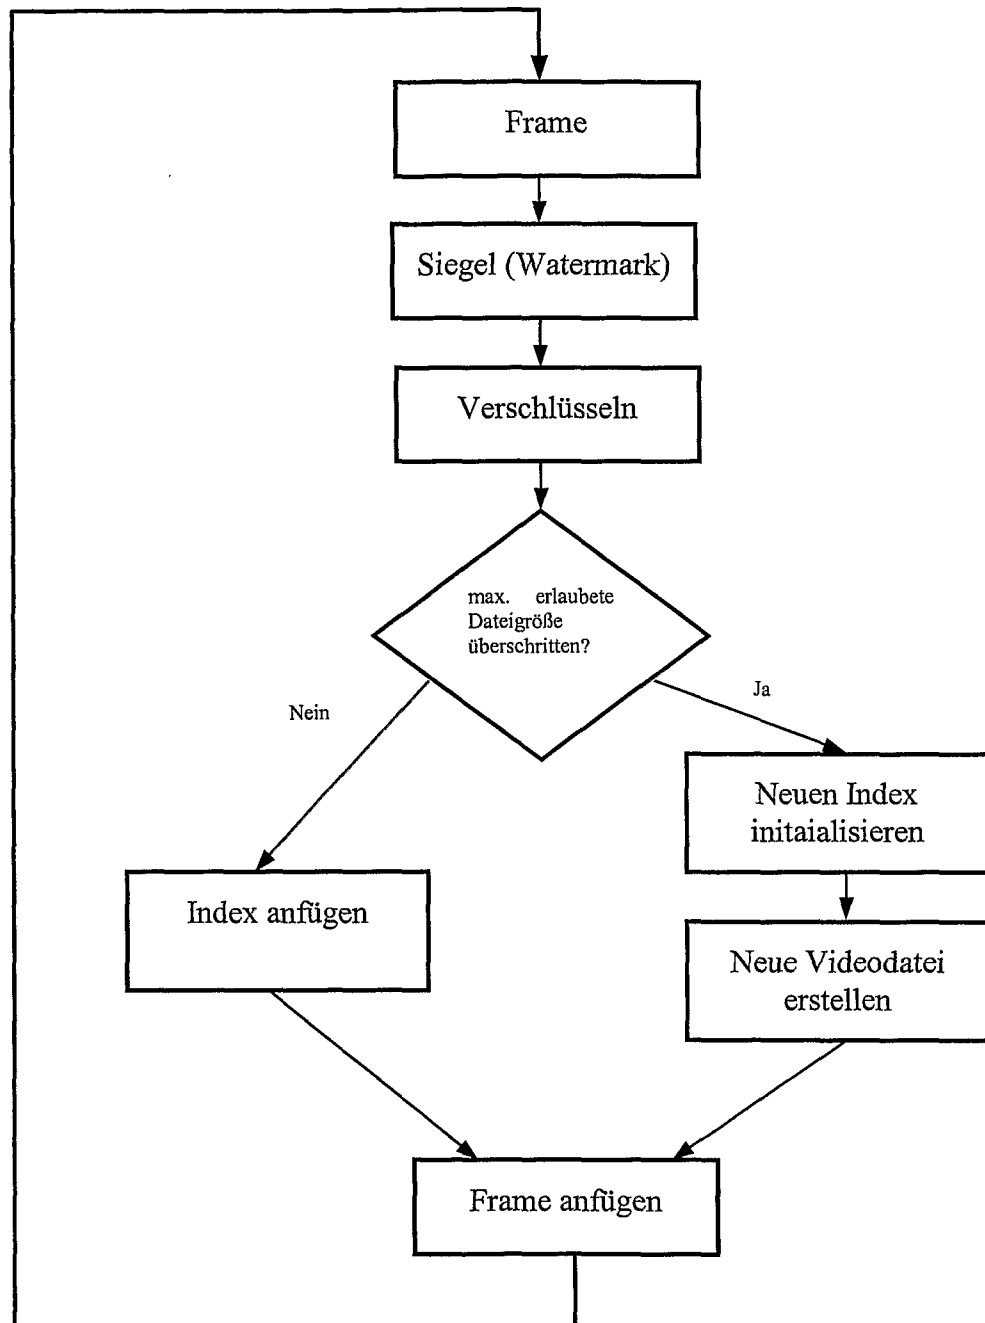 Frame
Siegel (Watermark)
Verschlüsseln
max. erlaubete
Dateigröße
überschritten?
Nein
Ja
Neuen Index
initaialisieren
Index anfügen
Neue Videodatei
erstellen
Frame anfügen